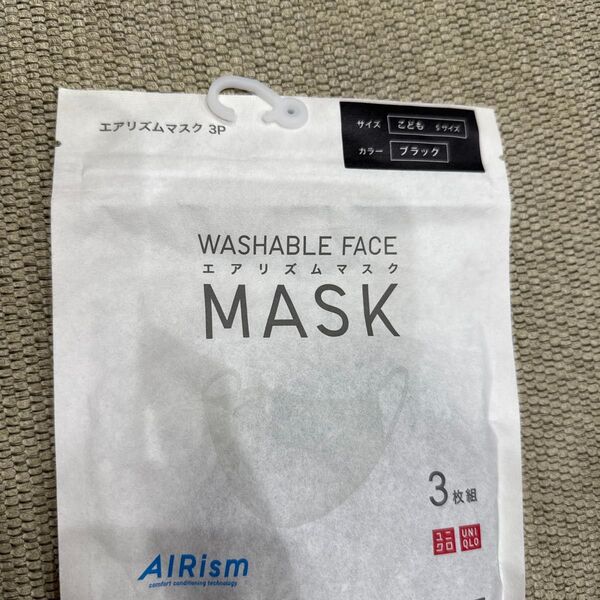 エアリズムマスク 3P
サイズ こども Sサイズ
カラー ブラック
WASHABLE FACE
エアリズムマスク
MASK
3枚組
ユニクロ UNIQLO
AIRism
comfort conditioning technology